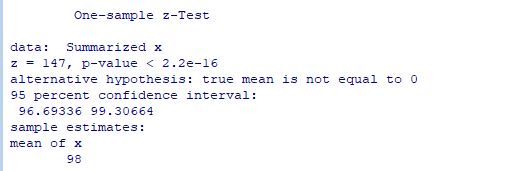 One-sample z-Test
data:  Summarized x
z = 147, p-value < 2.2e-16
alternative hypothesis: true mean is not equal to 0
95 percent confidence interval:
96.69336 99.30664
sample estimates:
mean of x
98